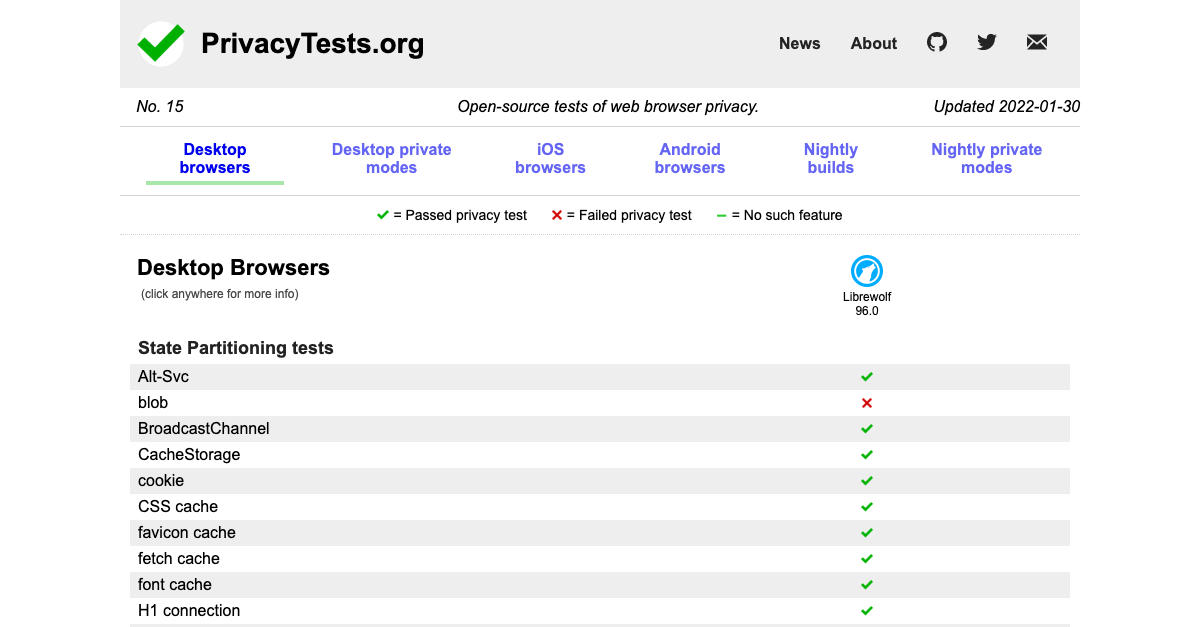 PrivacyTests.org
News About
No. 15 Open-source tests of web browser privacy. Updated 2022-01-30
Desktop browsers Desktop private modes iOS browsers Android browsers Nightly builds Nightly private modes
= Passed privacy test = Failed privacy test = No such feature
Desktop Browsers
(click anywhere for more info)
Librewolf
96.0
State Partitioning tests
Alt-Svc
blob
BroadcastChannel
CacheStorage
cookie
CSS cache
favicon cache
fetch cache
font cache
H1 connection